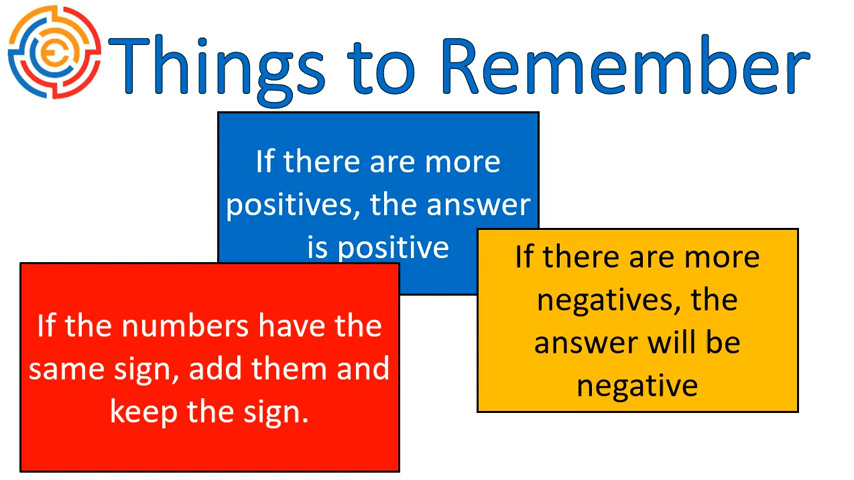 Things to Remember
If there are more
positives, the answer
is positive
If there are more
negatives, the
answer will be
negative
If the numbers have the
same sign, add them and
keep the sign.